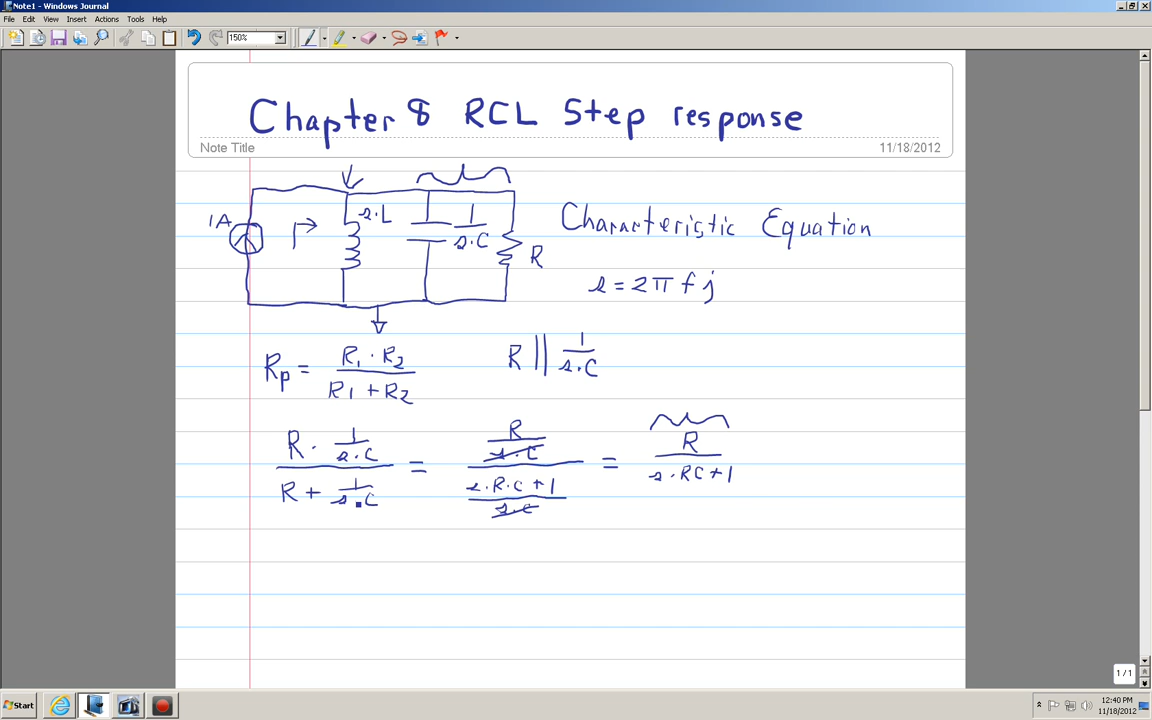 Note1 - Windows Journal
File Edit View Insert Actions Tools Help
150%
Chapter 8 RCL Step response
Note Title
11/18/2012
1A
s·L
1/(s·C)
R
Characteristic Equation
s = 2πfj
Rp = (R1·R2)/(R1+R2)
R || 1/(s·C)
(R · 1/(s·C))/(R + 1/(s·C)) = (R/(s·C))/((s·R·C+1)/(s·C)) = R/(s·RC+1)
1/1
Start
12:40 PM
11/18/2012